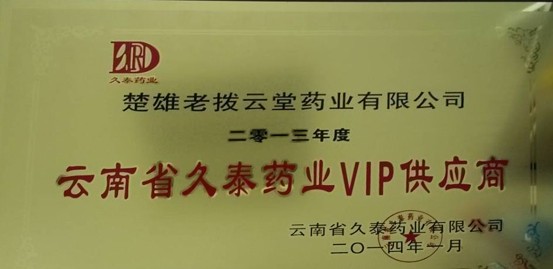 久泰药业
楚雄老拨云堂药业有限公司
二零一三年度
云南省久泰药业VIP供应商
云南省久泰药业有限公司
二〇一四年一月